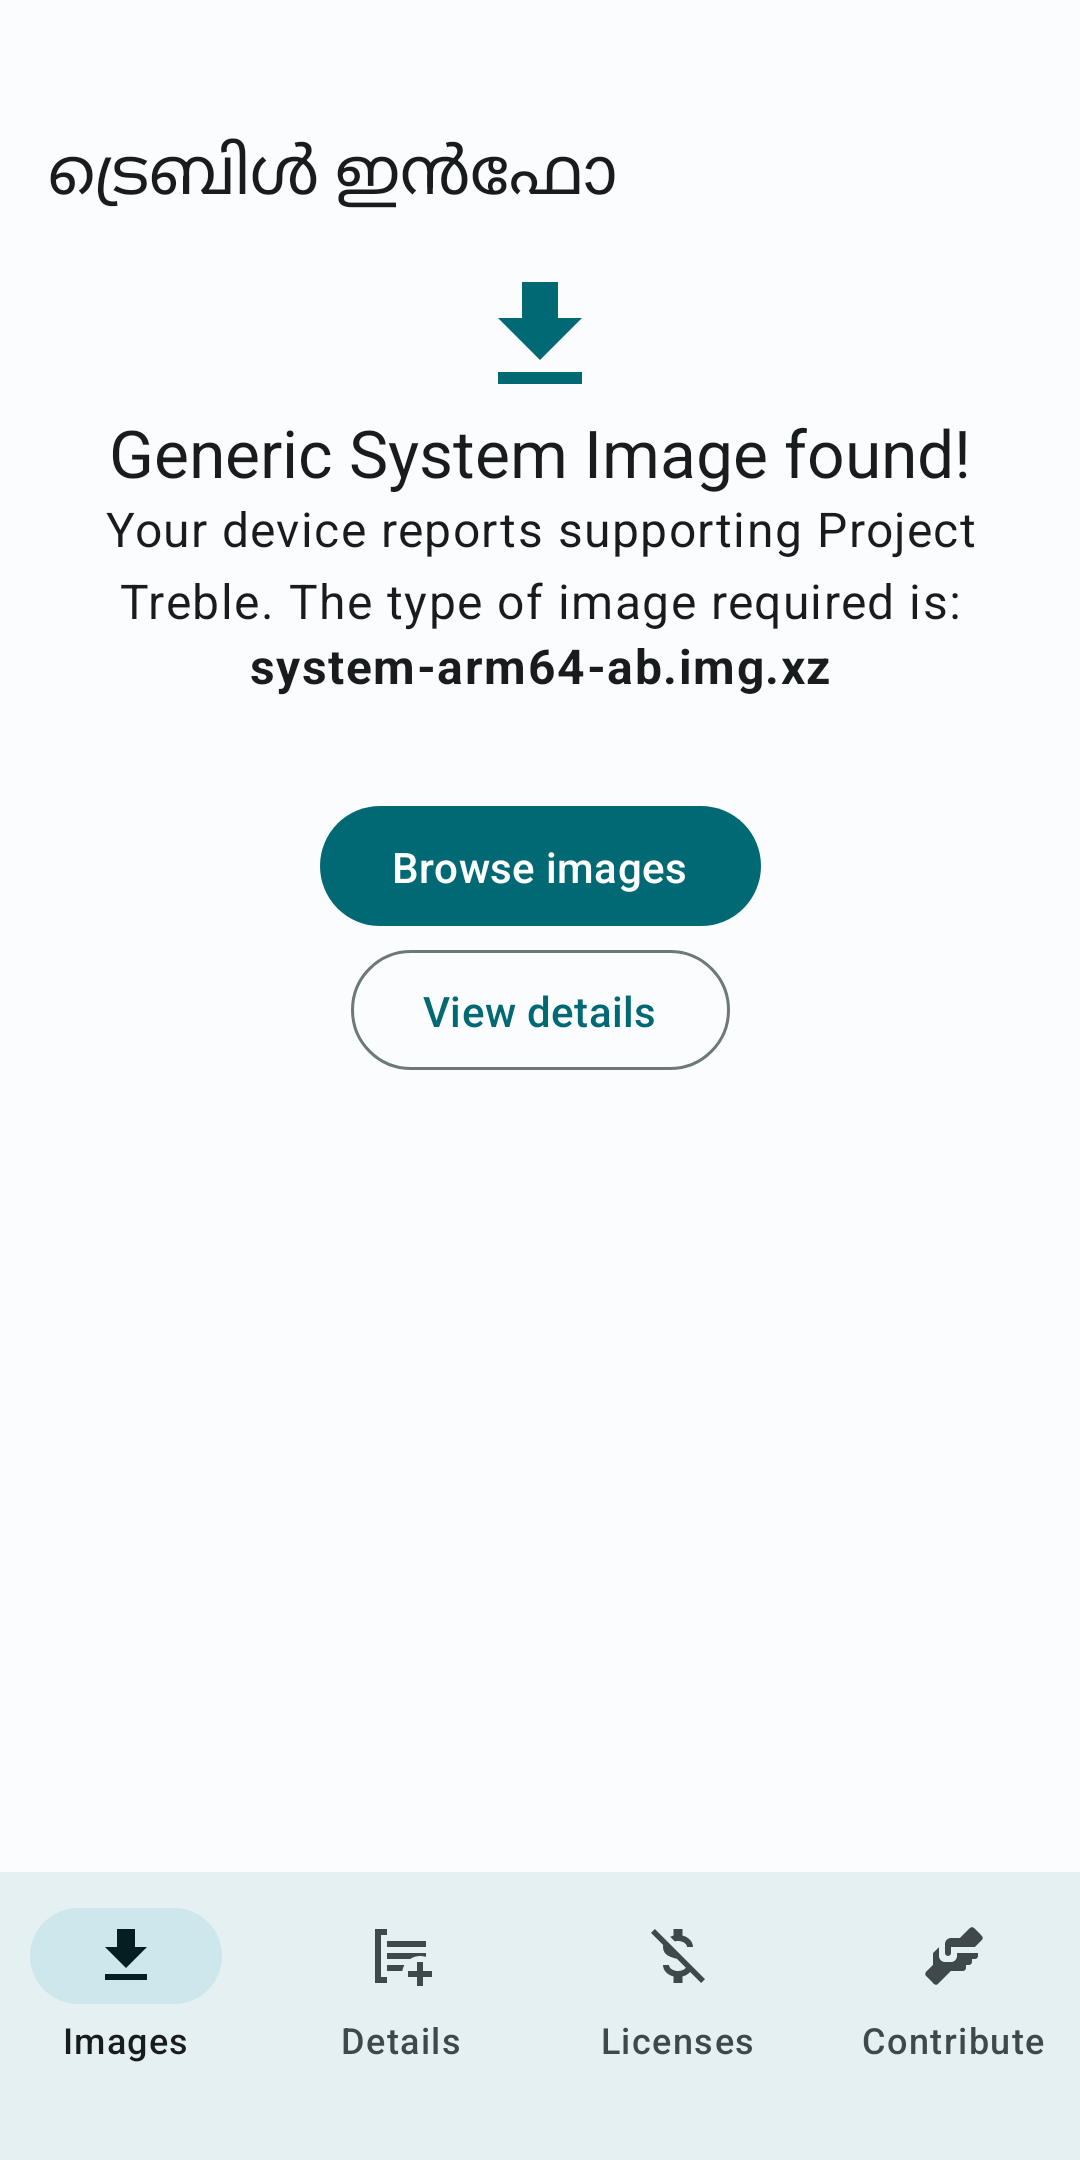 ട്രെബിൾ ഇൻഫോ
Generic System Image found!
Your device reports supporting Project
Treble. The type of image required is:
system-arm64-ab.img.xz
Browse images
View details
Images
Details
Licenses
Contribute